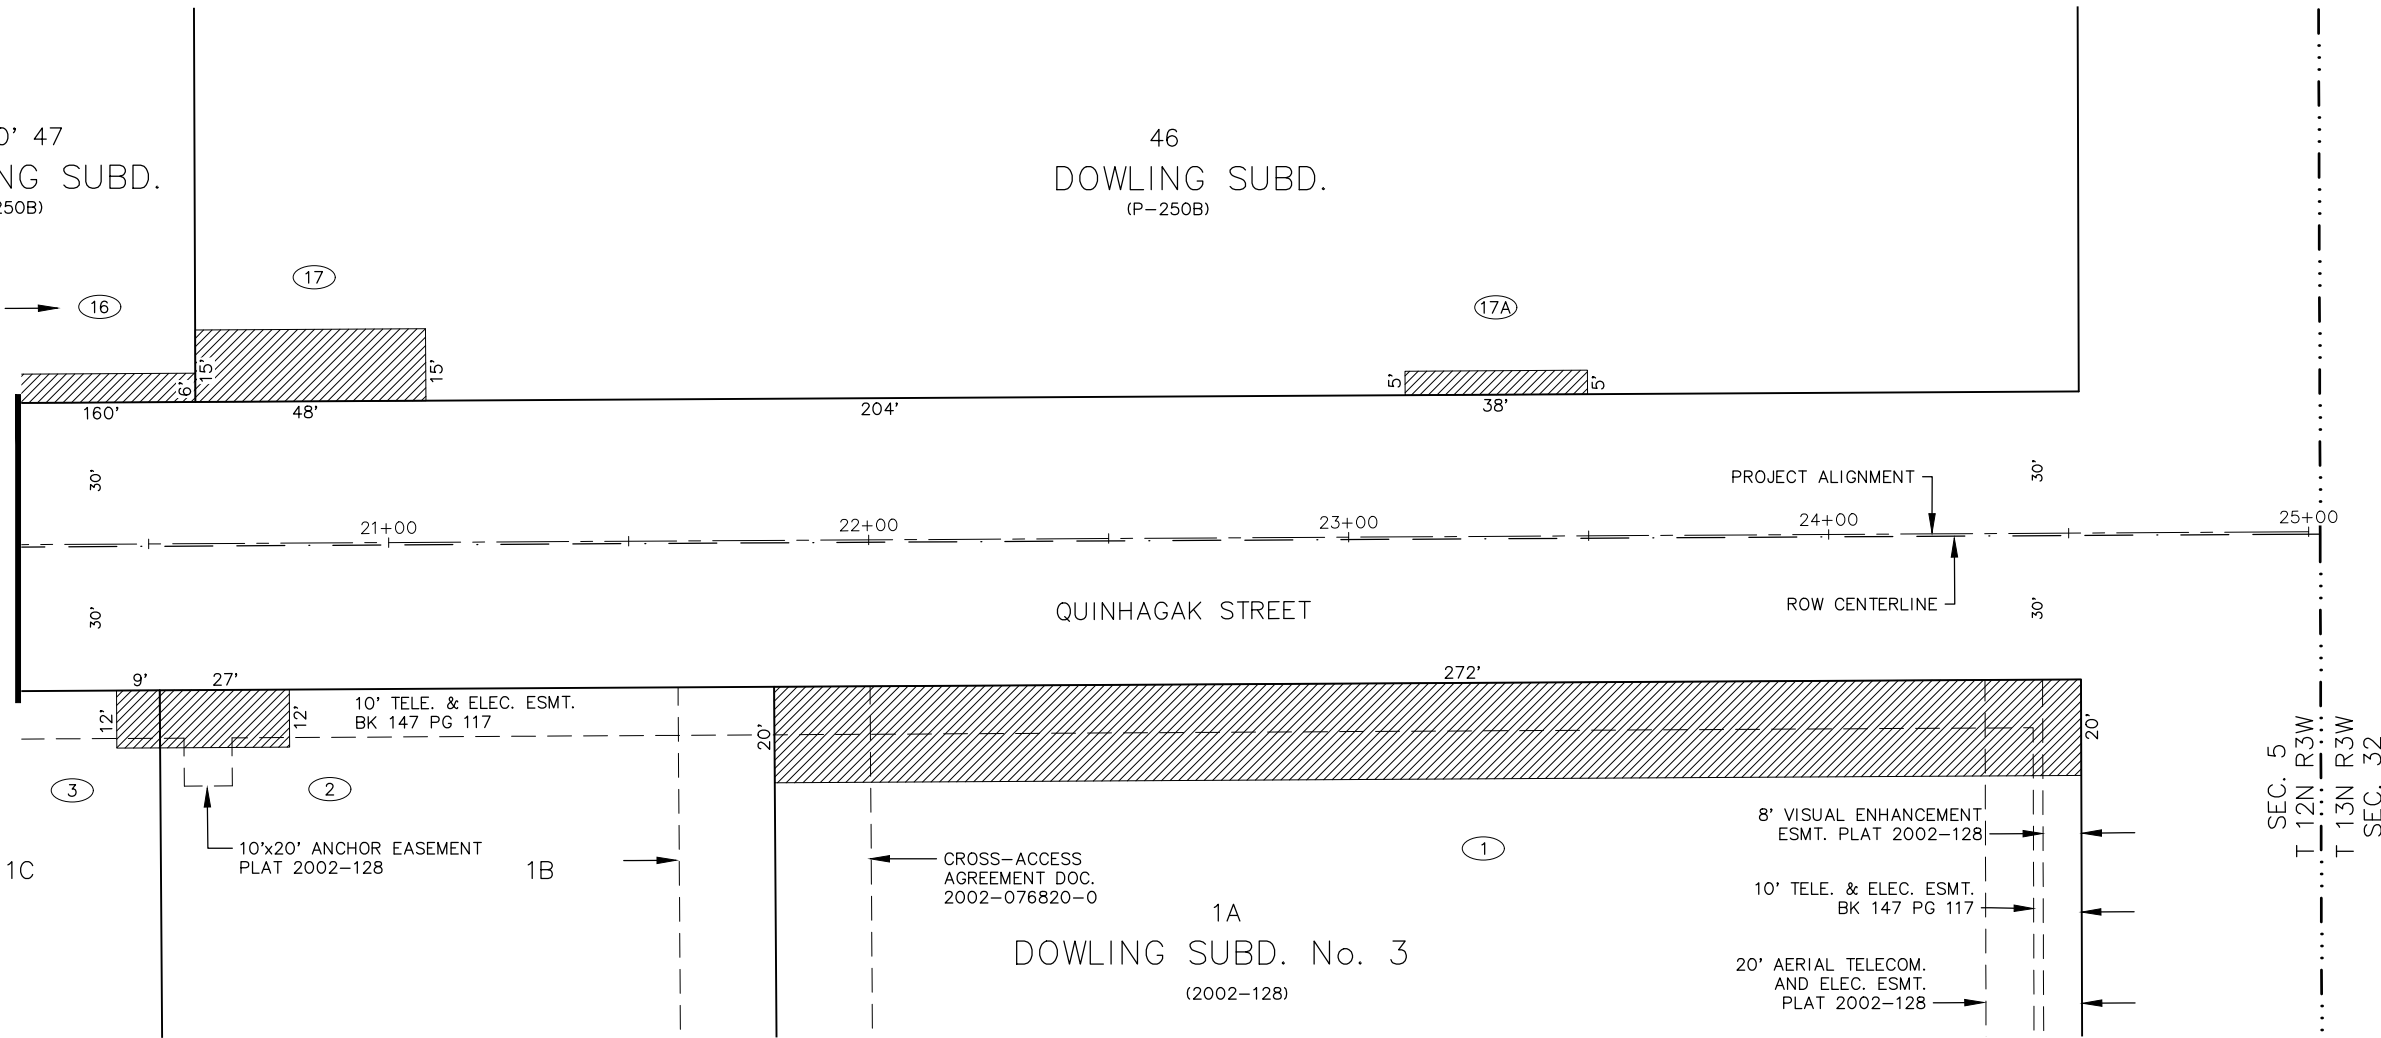 0' 47
NG SUBD.
250B)
46
DOWLING SUBD.
(P-250B)
16
17
17A
15'
15'
6'
5'
5'
160'
48'
204'
38'
30'
30'
PROJECT ALIGNMENT
21+00
22+00
23+00
24+00
25+00
30'
30'
QUINHAGAK STREET
ROW CENTERLINE
9'
27'
272'
12'
12'
10' TELE. & ELEC. ESMT.
BK 147 PG 117
20'
20'
3
2
1
10'x20' ANCHOR EASEMENT
PLAT 2002-128
1C
1B
CROSS-ACCESS
AGREEMENT DOC.
2002-076820-0
1A
DOWLING SUBD. No. 3
(2002-128)
8' VISUAL ENHANCEMENT
ESMT. PLAT 2002-128
10' TELE. & ELEC. ESMT.
BK 147 PG 117
20' AERIAL TELECOM.
AND ELEC. ESMT.
PLAT 2002-128
SEC. 5
T 12N R3W
T 13N R3W
SEC. 32